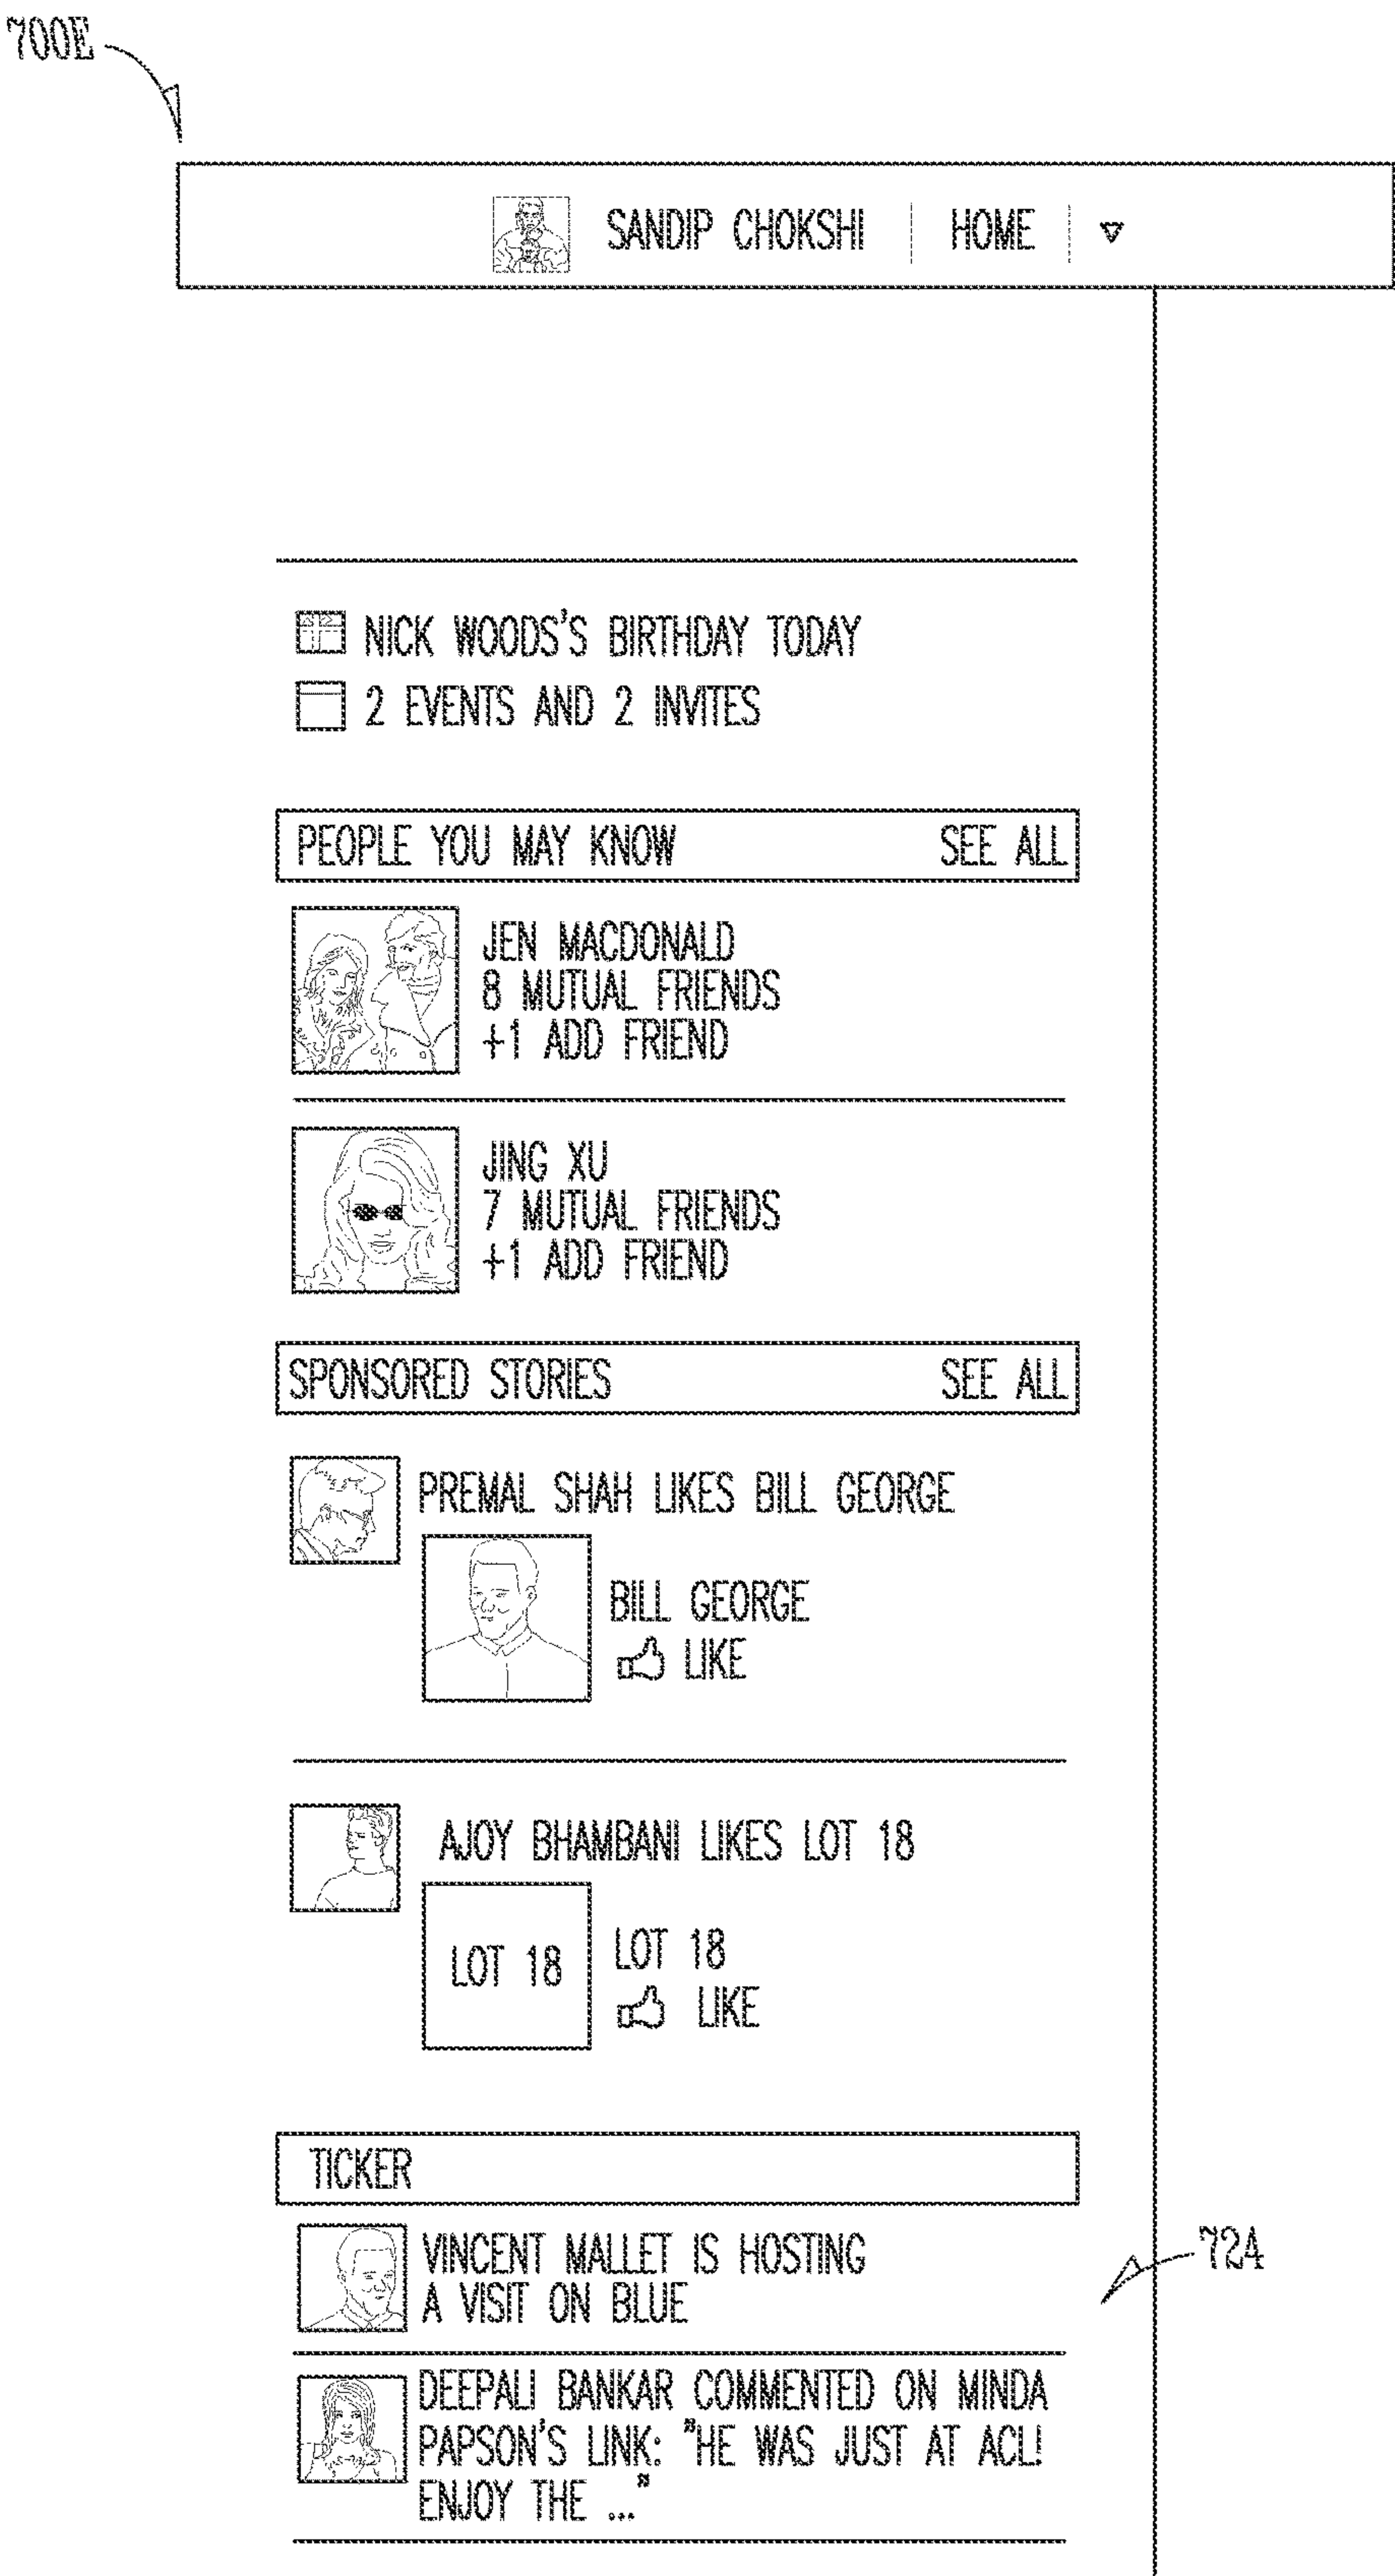 700E
SANDIP CHOKSHI HOME
NICK WOODS'S BIRTHDAY TODAY
2 EVENTS AND 2 INVITES
PEOPLE YOU MAY KNOW SEE ALL
JEN MACDONALD
8 MUTUAL FRIENDS
+1 ADD FRIEND
JING XU
7 MUTUAL FRIENDS
+1 ADD FRIEND
SPONSORED STORIES SEE ALL
PREMAL SHAH LIKES BILL GEORGE
BILL GEORGE
LIKE
AJOY BHAMBANI LIKES LOT 18
LOT 18
LOT 18
LIKE
TICKER
VINCENT MALLET IS HOSTING
A VISIT ON BLUE
724
DEEPALI BANKAR COMMENTED ON MINDA
PAPSON'S LINK: "HE WAS JUST AT ACL!
ENJOY THE ..."